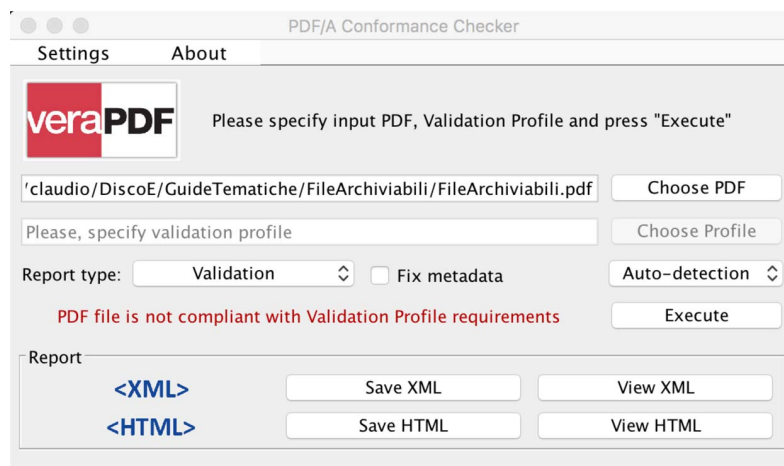 PDF/A Conformance Checker
Settings About
veraPDF Please specify input PDF, Validation Profile and press "Execute"
/claudio/DiscoE/GuideTematiche/FileArchiviabili/FileArchiviabili.pdf Choose PDF
Please, specify validation profile Choose Profile
Report type: Validation Fix metadata Auto-detection
PDF file is not compliant with Validation Profile requirements Execute
Report
<XML> Save XML View XML
<HTML> Save HTML View HTML